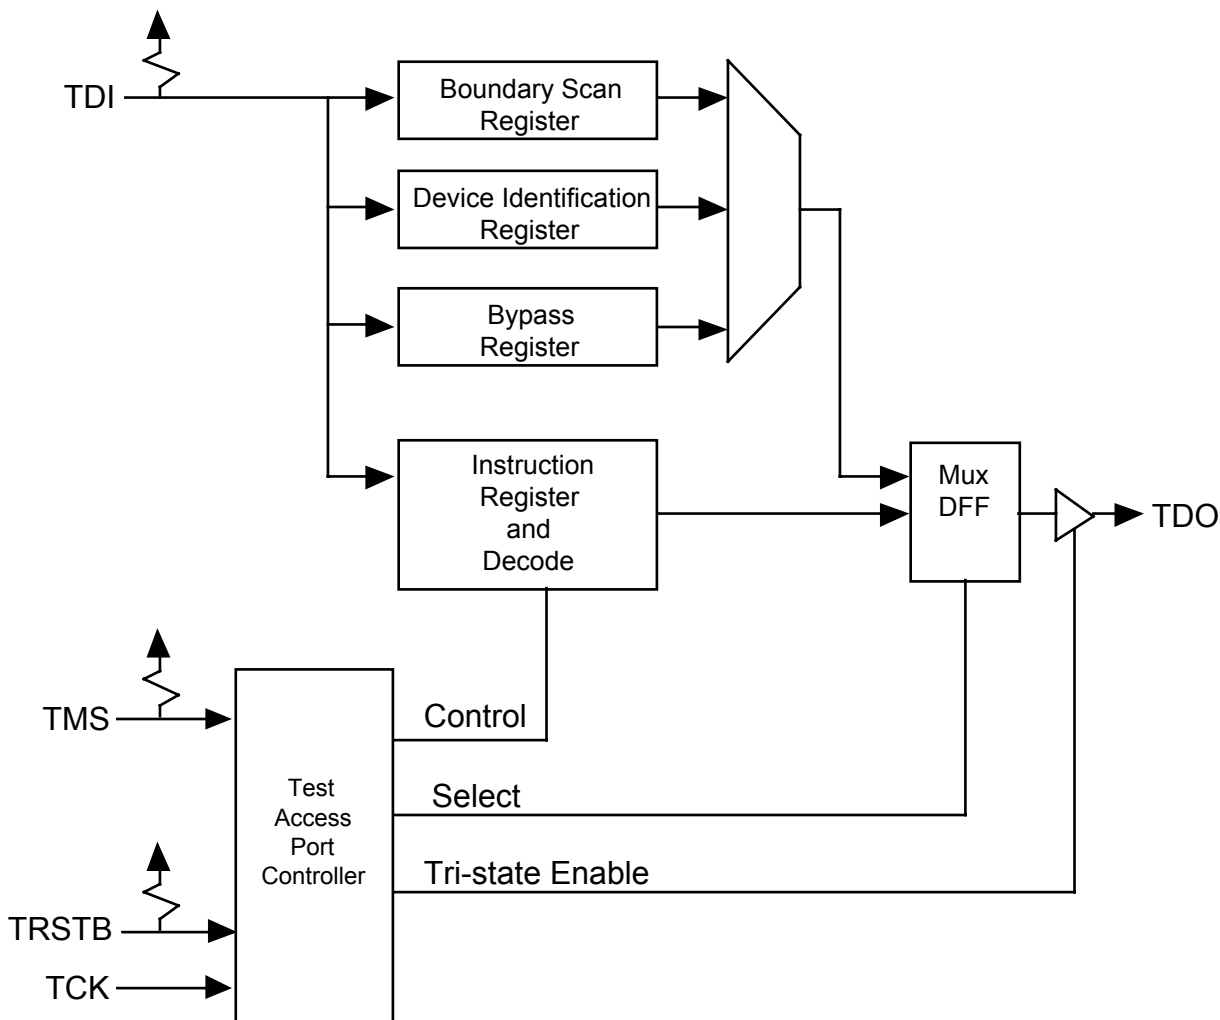 TDI
Boundary Scan
Register
Device Identification
Register
Bypass
Register
Instruction
Register
and
Decode
Mux
DFF
TDO
TMS
Control
Test
Access
Port
Controller
Select
Tri-state Enable
TRSTB
TCK